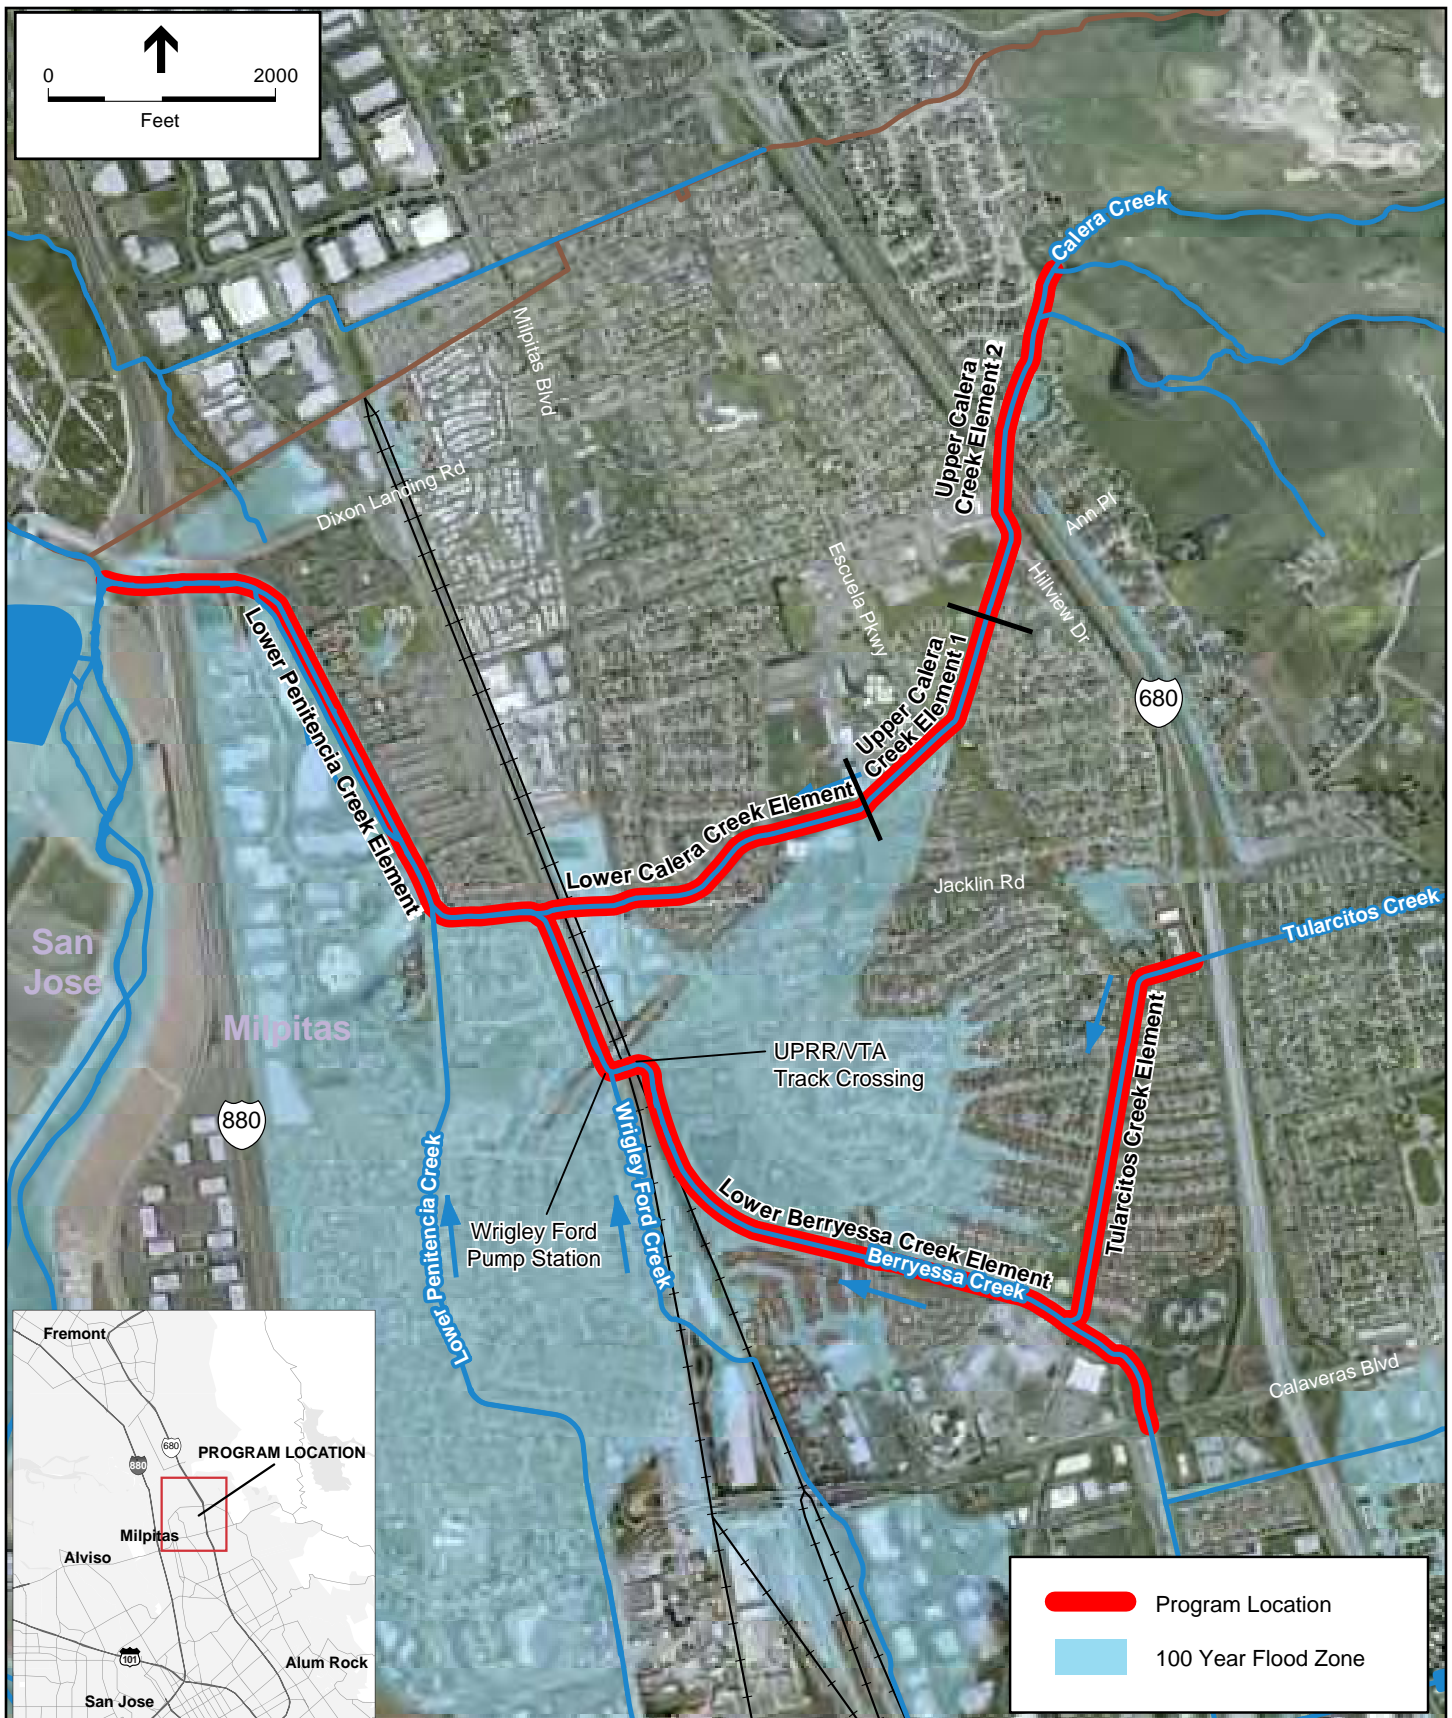 0 2000
Feet
Calera Creek
Milpitas Blvd
Upper Calera
Creek Element 2
Dixon Landing Rd
Ann Pl
Escuela Pkwy
Hillview Dr
Lower Penitencia Creek Element
Upper Calera
Creek Element 1
680
Lower Calera Creek Element
Jacklin Rd
Tularcitos Creek
San
Jose
Milpitas
Tularcitos Creek Element
UPRR/VTA
Track Crossing
880
Wrigley Ford Creek
Lower Penitencia Creek
Wrigley Ford
Pump Station
Lower Berryessa Creek Element
Berryessa Creek
Calaveras Blvd
Fremont
680
880
PROGRAM LOCATION
Milpitas
Alviso
101
Alum Rock
San Jose
Program Location
100 Year Flood Zone